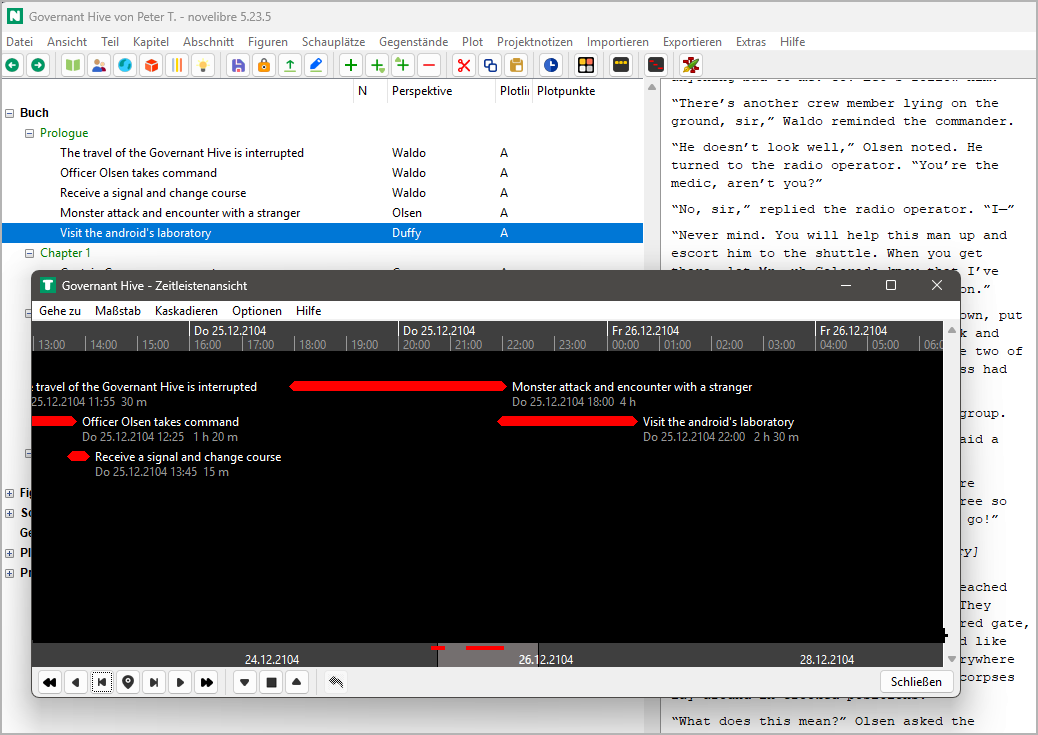 Governant Hive von Peter T. - novelibre 5.23.5
Datei Ansicht Teil Kapitel Abschnitt Figuren Schauplätze Gegenstände Plot Projektnotizen Importieren Exportieren Extras Hilfe
N Perspektive Plotlin Plotpunkte
Buch
Prologue
The travel of the Governant Hive is interrupted Waldo A
Officer Olsen takes command Waldo A
Receive a signal and change course Waldo A
Monster attack and encounter with a stranger Olsen A
Visit the android's laboratory Duffy A
Chapter 1
“There’s another crew member lying on the
ground, sir,” Waldo reminded the commander.
“He doesn’t look well,” Olsen noted. He
turned to the radio operator. “You’re the
medic, aren’t you?”
“No, sir,” replied the radio operator. “I—”
“Never mind. You will help this man up and
escort him to the shuttle. When you get
on.”
own, put
k and
e two of
ss had
group.
aid a
re
ree so
go!”
ry]
eached
They
red gate,
d like
rywhere
corpses
“What does this mean?” Olsen asked the
Governant Hive - Zeitleistenansicht
Gehe zu Maßstab Kaskadieren Optionen Hilfe
Do 25.12.2104 Do 25.12.2104 Fr 26.12.2104 Fr 26.12.2104
13:00 14:00 15:00 16:00 17:00 18:00 19:00 20:00 21:00 22:00 23:00 00:00 01:00 02:00 03:00 04:00 05:00 06:0
travel of the Governant Hive is interrupted
25.12.2104 11:55 30 m
Monster attack and encounter with a stranger
Do 25.12.2104 18:00 4 h
Officer Olsen takes command
Do 25.12.2104 12:25 1 h 20 m
Visit the android's laboratory
Do 25.12.2104 22:00 2 h 30 m
Receive a signal and change course
Do 25.12.2104 13:45 15 m
24.12.2104 26.12.2104 28.12.2104
Schließen
Fi
Ge
Pl
Pr